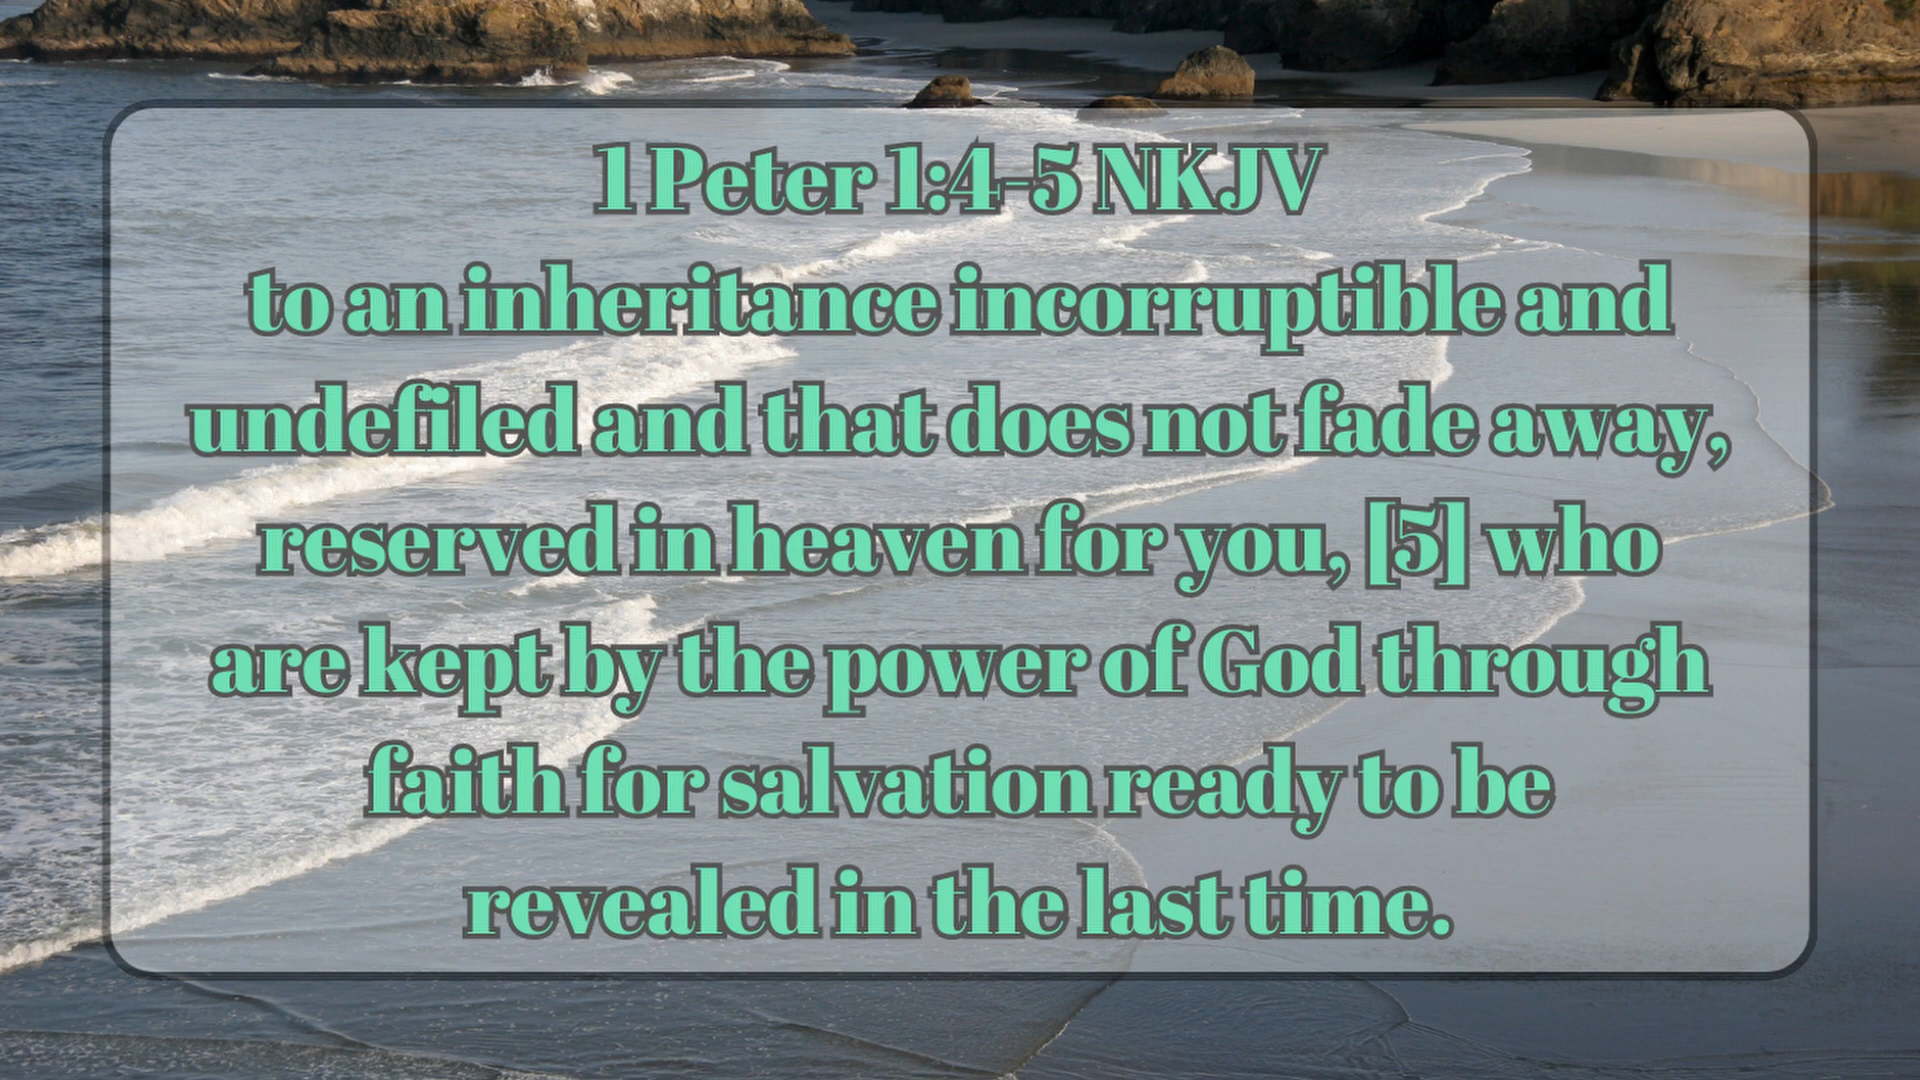 1 Peter 1:4-5 NKJV
to an inheritance incorruptible and
undefiled and that does not fade away,
reserved in heaven for you, [5] who
are kept by the power of God through
faith for salvation ready to be
revealed in the last time.